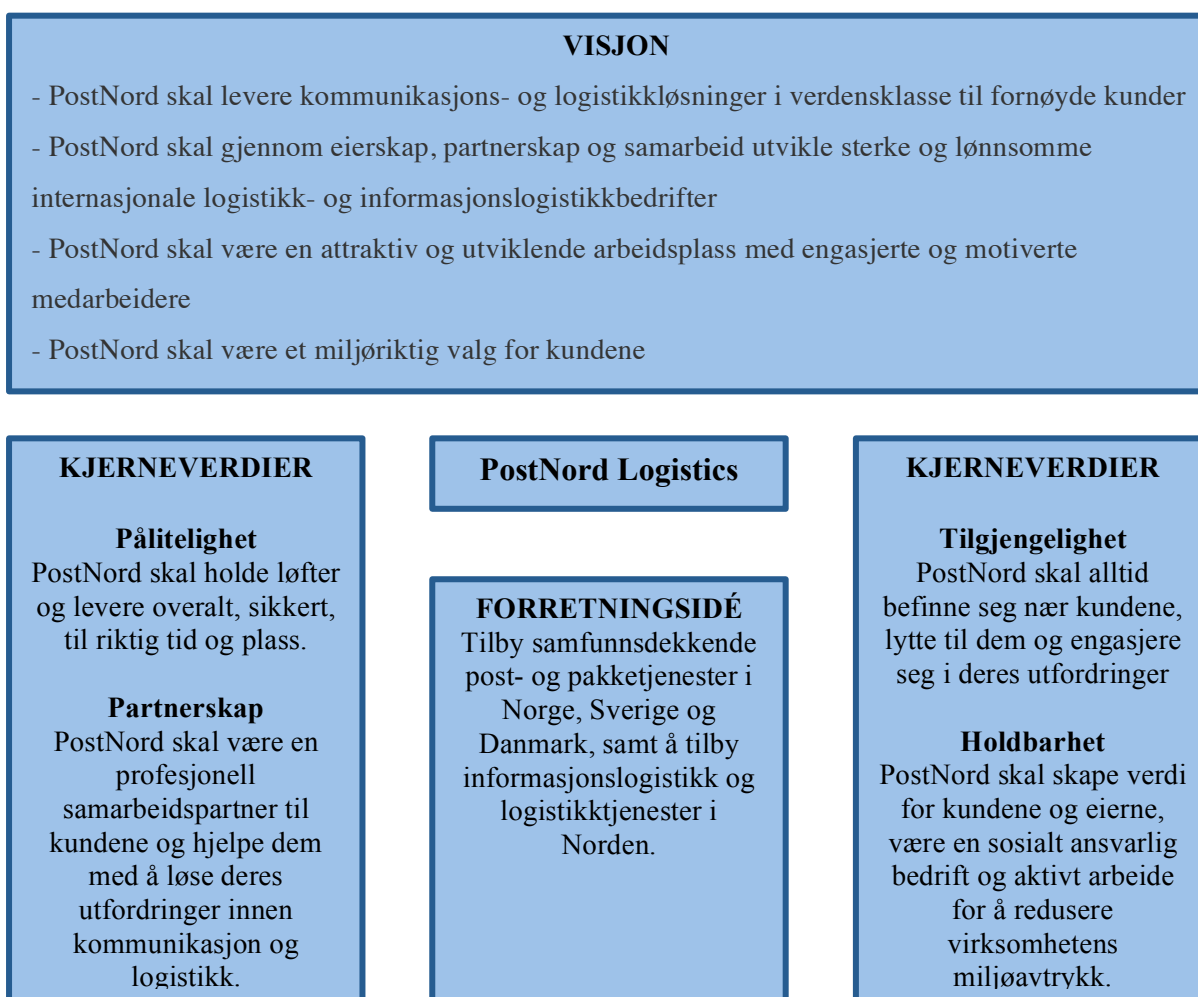 VISJON
- PostNord skal levere kommunikasjons- og logistikkløsninger i verdensklasse til fornøyde kunder
- PostNord skal gjennom eierskap, partnerskap og samarbeid utvikle sterke og lønnsomme
internasjonale logistikk- og informasjonslogistikkbedrifter
- PostNord skal være en attraktiv og utviklende arbeidsplass med engasjerte og motiverte
medarbeidere
- PostNord skal være et miljøriktig valg for kundene
KJERNEVERDIER
Pålitelighet
PostNord skal holde løfter
og levere overalt, sikkert,
til riktig tid og plass.
Partnerskap
PostNord skal være en
profesjonell
samarbeidspartner til
kundene og hjelpe dem
med å løse deres
utfordringer innen
kommunikasjon og
logistikk.
PostNord Logistics
FORRETNINGSIDÉ
Tilby samfunnsdekkende
post- og pakketjenester i
Norge, Sverige og
Danmark, samt å tilby
informasjonslogistikk og
logistikktjenester i
Norden.
KJERNEVERDIER
Tilgjengelighet
PostNord skal alltid
befinne seg nær kundene,
lytte til dem og engasjere
seg i deres utfordringer
Holdbarhet
PostNord skal skape verdi
for kundene og eierne,
være en sosialt ansvarlig
bedrift og aktivt arbeide
for å redusere
virksomhetens
miljøavtrykk.